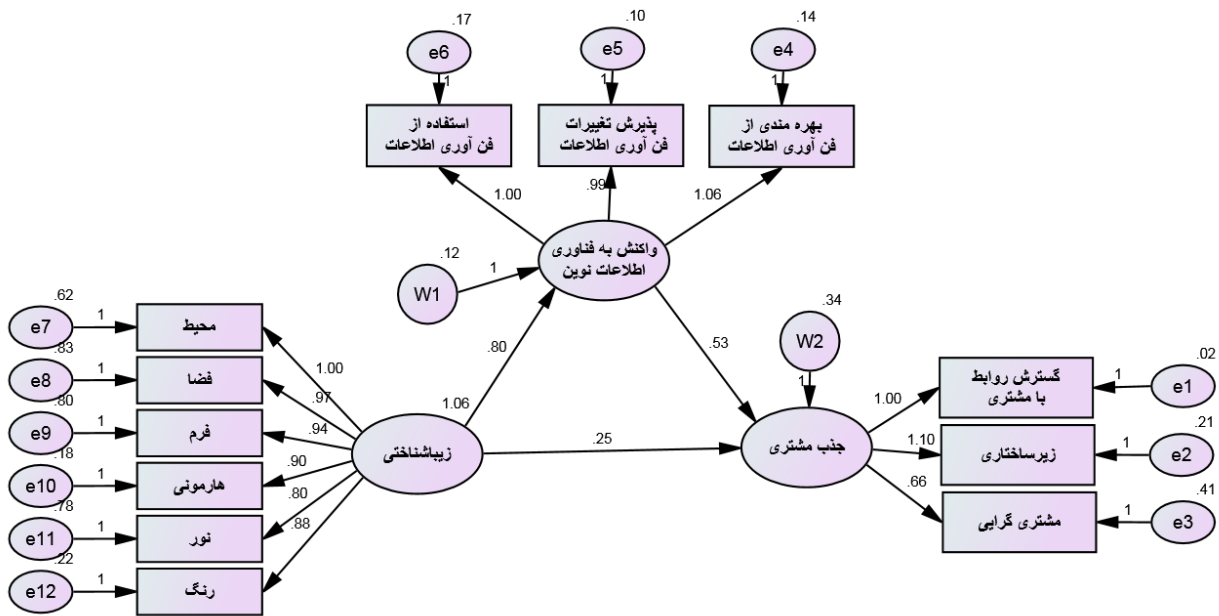 .17
.10
.14
e6
e5
e4
1
1
1
استفاده از
فن آوری اطلاعات
پذیرش تغییرات
فن آوری اطلاعات
بهره مندی از
فن آوری اطلاعات
1.00
.99
1.06
.12
W1
1
واکنش به فناوری
اطلاعات نوین
.80
.53
.34
W2
1
.62
e7
1
محیط
.83
e8
1
فضا
.80
e9
1
فرم
.18
e10
1
هارمونی
.78
e11
1
نور
.22
e12
1
رنگ
1.00
.97
.94
.90
.80
.88
1.06
زیباشناختی
.25
جذب مشتری
1.00
1.10
.66
گسترش روابط
با مشتری
1
.02
e1
زیرساختاری
1
.21
e2
مشتری گرایی
1
.41
e3